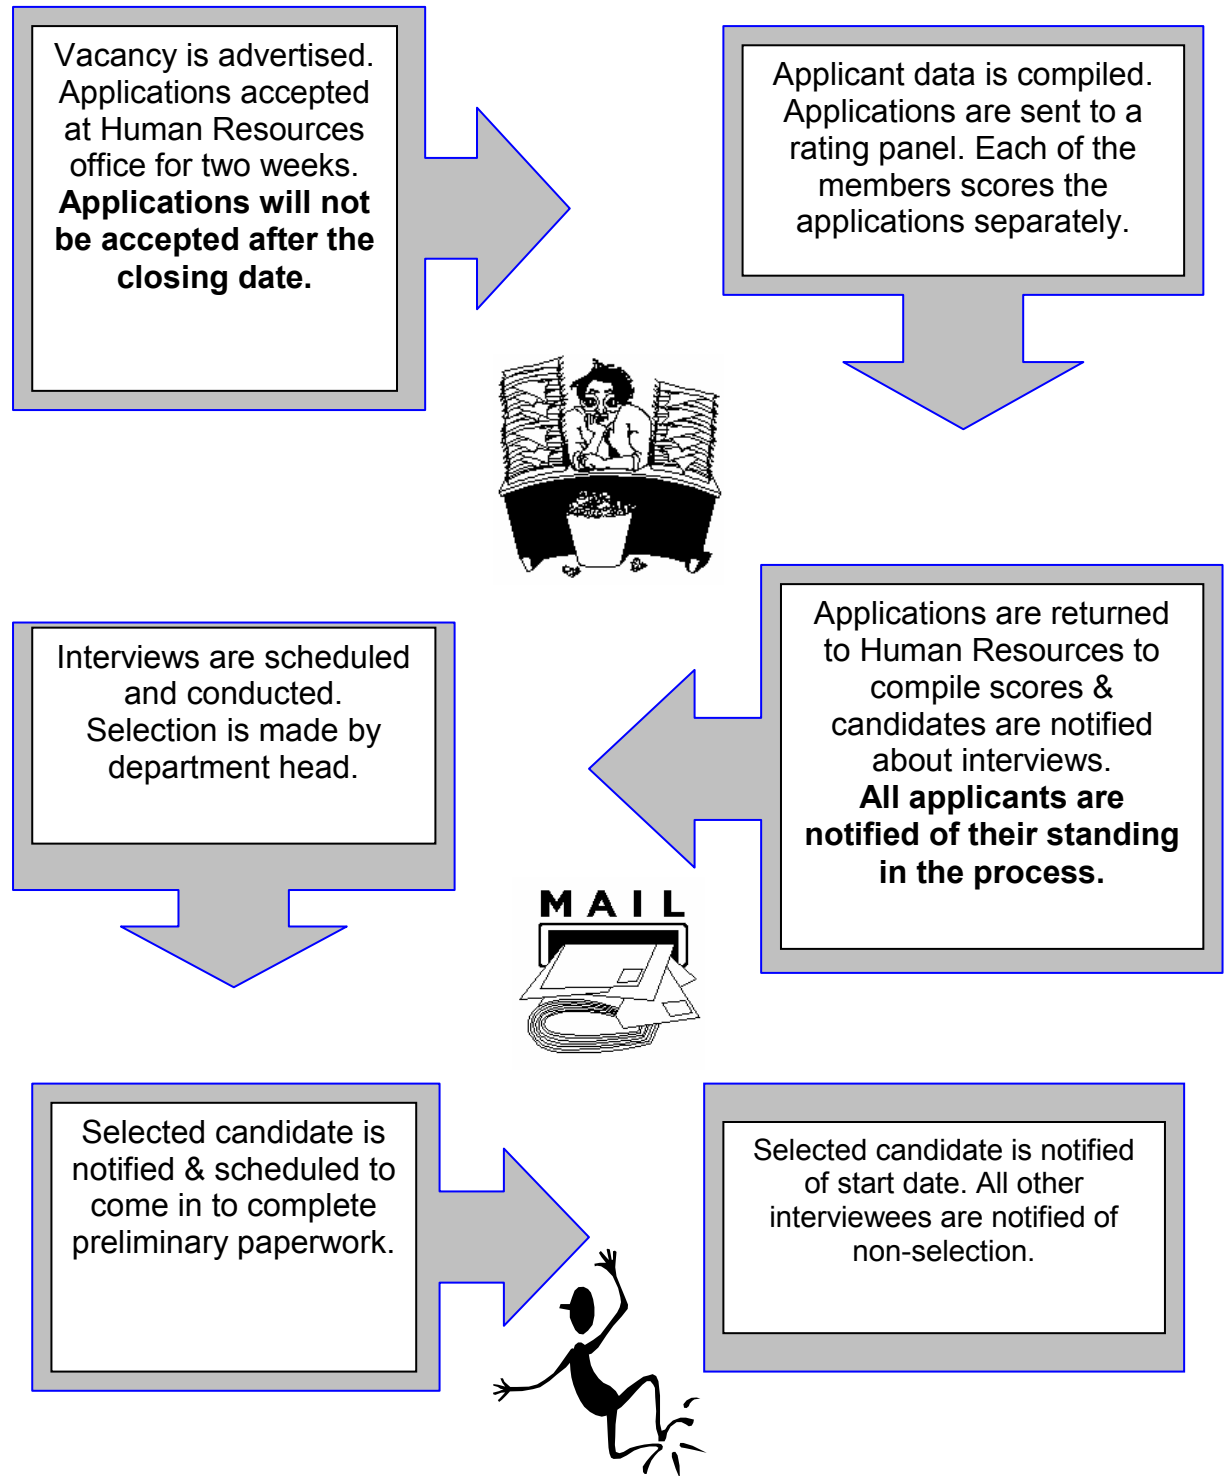 Vacancy is advertised.
Applications accepted
at Human Resources
office for two weeks.
Applications will not
be accepted after the
closing date.
Applicant data is compiled.
Applications are sent to a
rating panel. Each of the
members scores the
applications separately.
Applications are returned
to Human Resources to
compile scores &
candidates are notified
about interviews.
All applicants are
notified of their standing
in the process.
Interviews are scheduled
and conducted.
Selection is made by
department head.
MAIL
Selected candidate is
notified & scheduled to
come in to complete
preliminary paperwork.
Selected candidate is notified
of start date. All other
interviewees are notified of
non-selection.